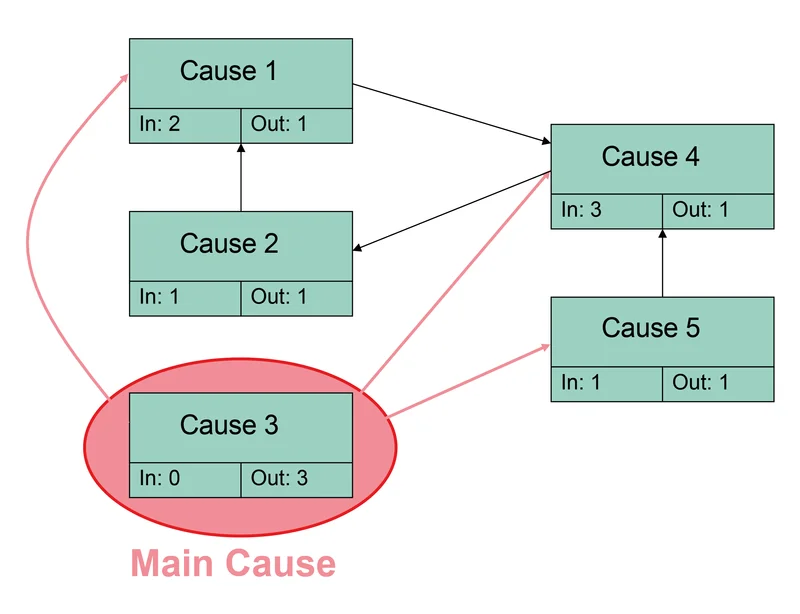 Cause 1
In: 2 Out: 1
Cause 4
In: 3 Out: 1
Cause 2
In: 1 Out: 1
Cause 5
In: 1 Out: 1
Cause 3
In: 0 Out: 3
Main Cause